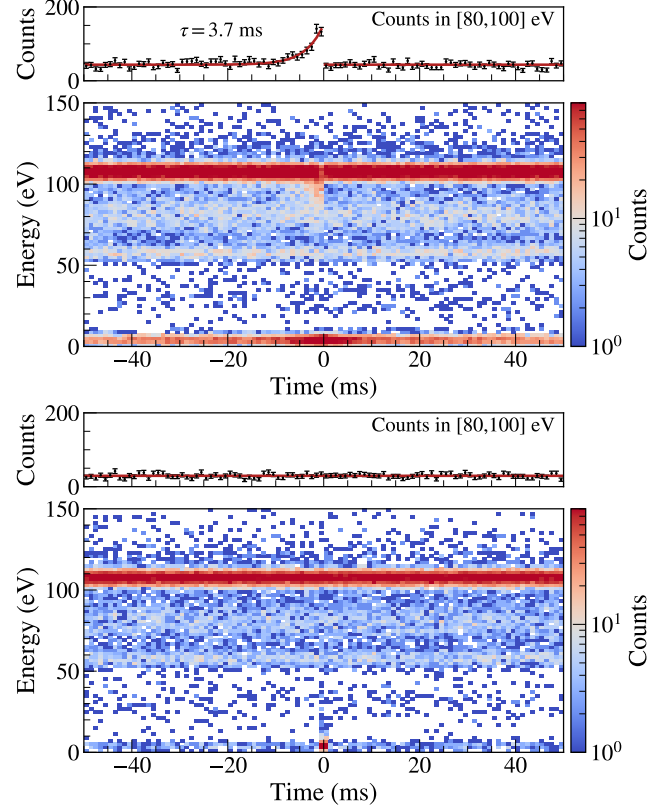 200
Counts
0
τ = 3.7 ms
Counts in [80,100] eV
150
100
50
0
Energy (eV)
−40 −20 0 20 40
Time (ms)
10¹
10⁰
Counts
200
Counts
0
Counts in [80,100] eV
150
100
50
0
Energy (eV)
−40 −20 0 20 40
Time (ms)
10¹
10⁰
Counts